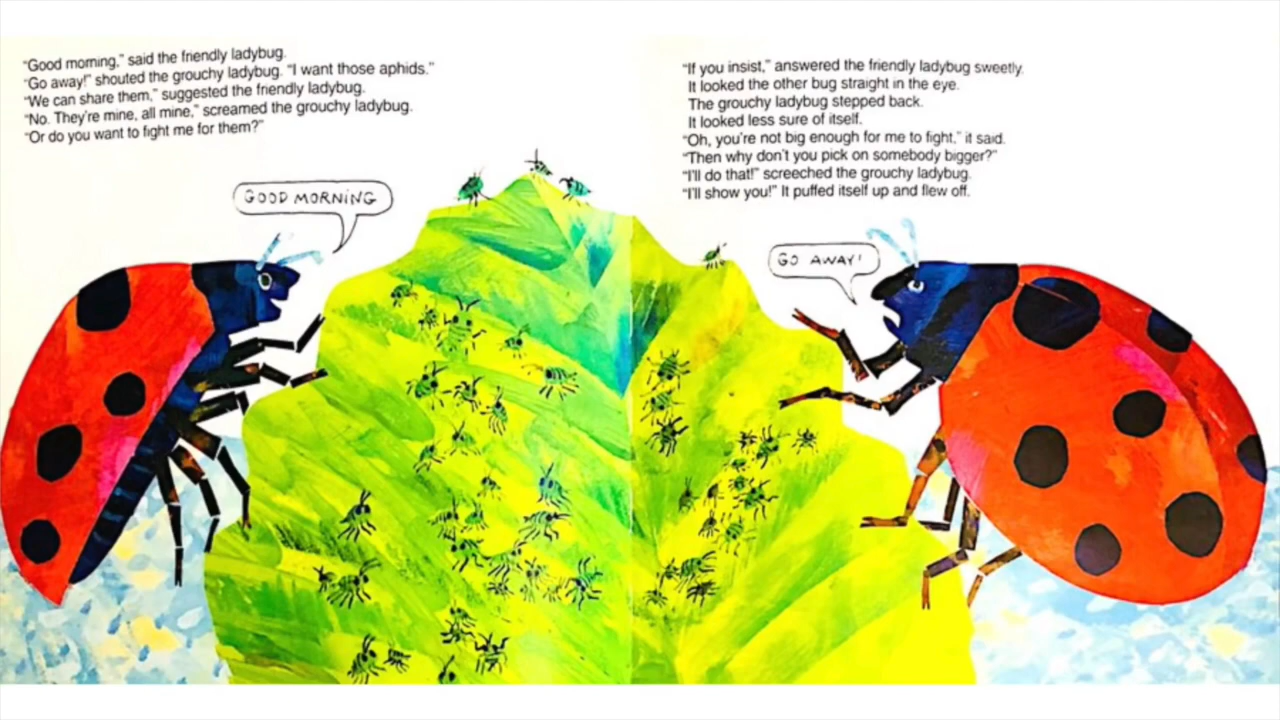 “Good morning,” said the friendly ladybug.
“Go away!” shouted the grouchy ladybug. “I want those aphids.”
“We can share them,” suggested the friendly ladybug.
“No. They’re mine, all mine,” screamed the grouchy ladybug.
“Or do you want to fight me for them?”
GOOD MORNING
“If you insist,” answered the friendly ladybug sweetly.
It looked the other bug straight in the eye.
The grouchy ladybug stepped back.
It looked less sure of itself.
“Oh, you’re not big enough for me to fight,” it said.
“Then why don’t you pick on somebody bigger?”
“I’ll do that!” screeched the grouchy ladybug.
“I’ll show you!” It puffed itself up and flew off.
GO AWAY!